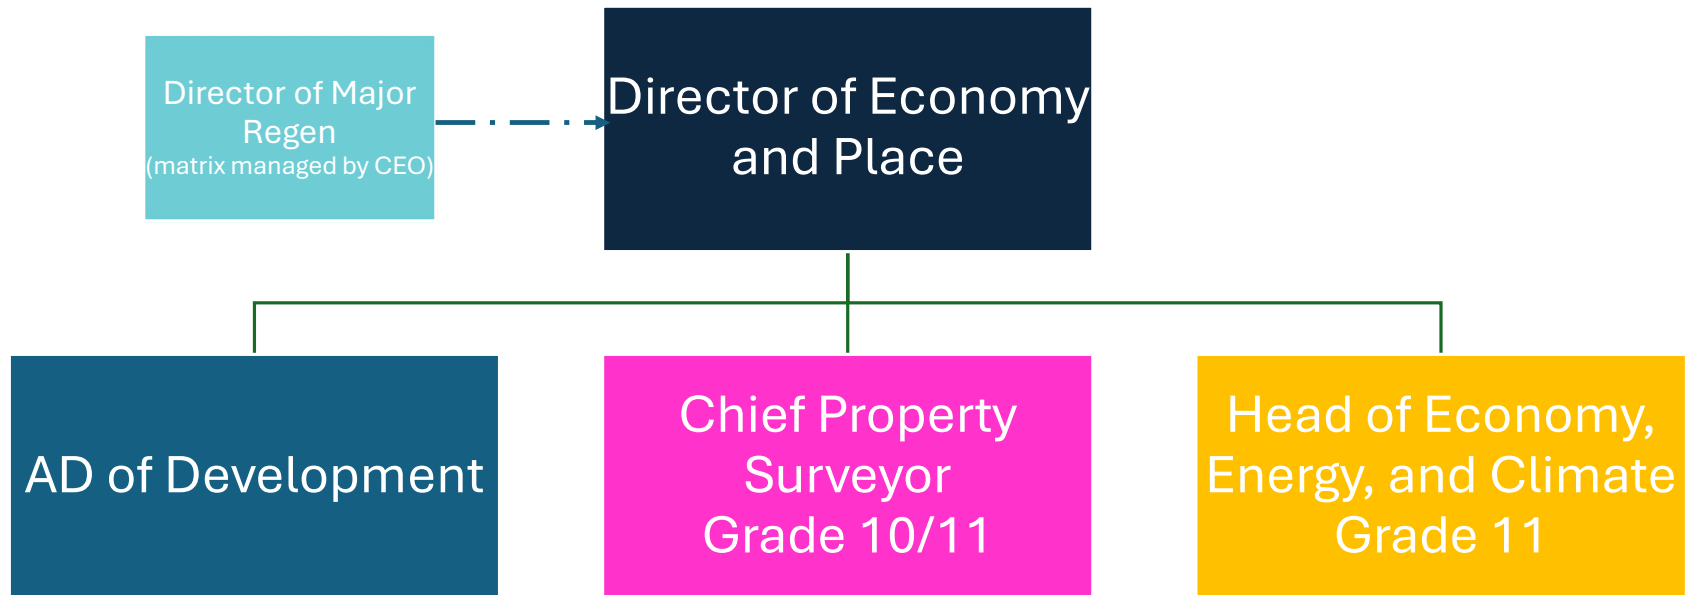 Director of Major
Regen
(matrix managed by CEO)
Director of Economy
and Place
AD of Development
Chief Property
Surveyor
Grade 10/11
Head of Economy,
Energy, and Climate
Grade 11